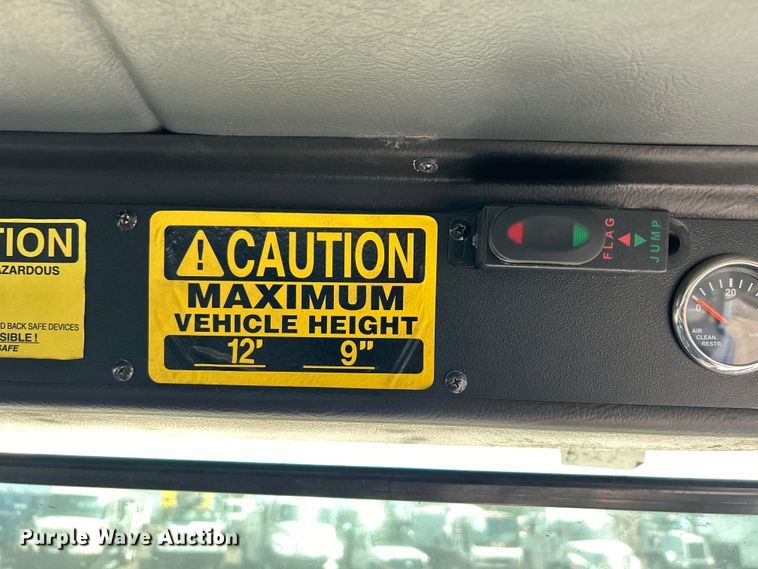 TION
AZARDOUS
D BACK SAFE DEVICES
SIBLE!
SAFE
CAUTION
MAXIMUM
VEHICLE HEIGHT
12' 9"
FLAG
JUMP
0 20
AIR
CLEAN.
RESTR.
Purple Wave Auction